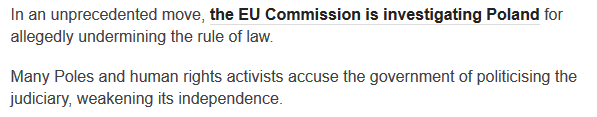 In an unprecedented move, the EU Commission is investigating Poland for
allegedly undermining the rule of law.
Many Poles and human rights activists accuse the government of politicising the
judiciary, weakening its independence.